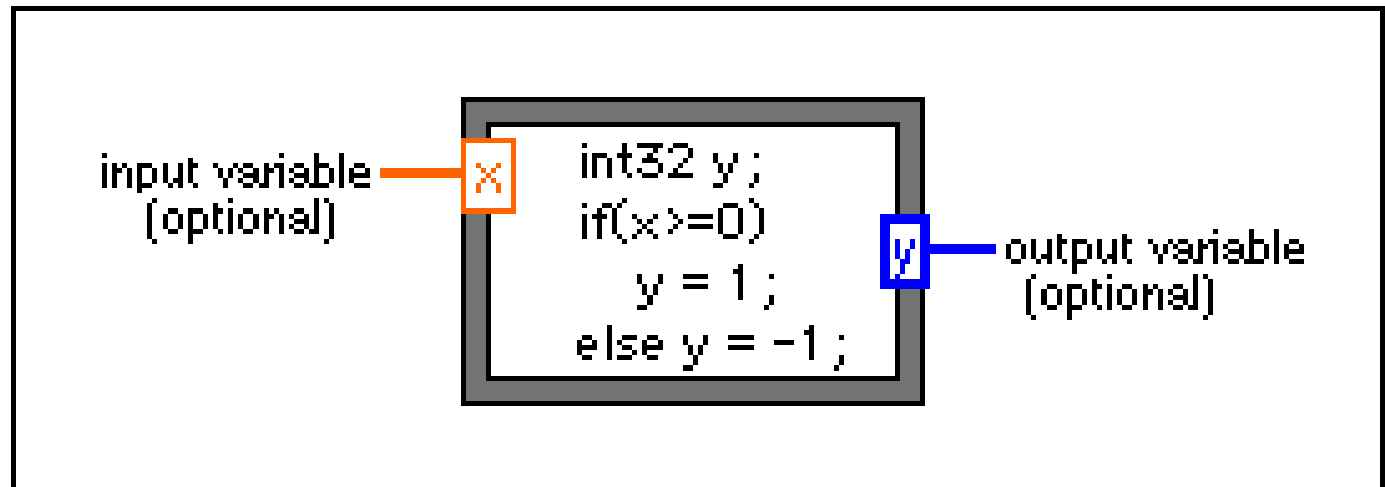 input variable
(optional)
x
int32 y;
if(x>=0)
y = 1;
else y = -1;
y
output variable
(optional)